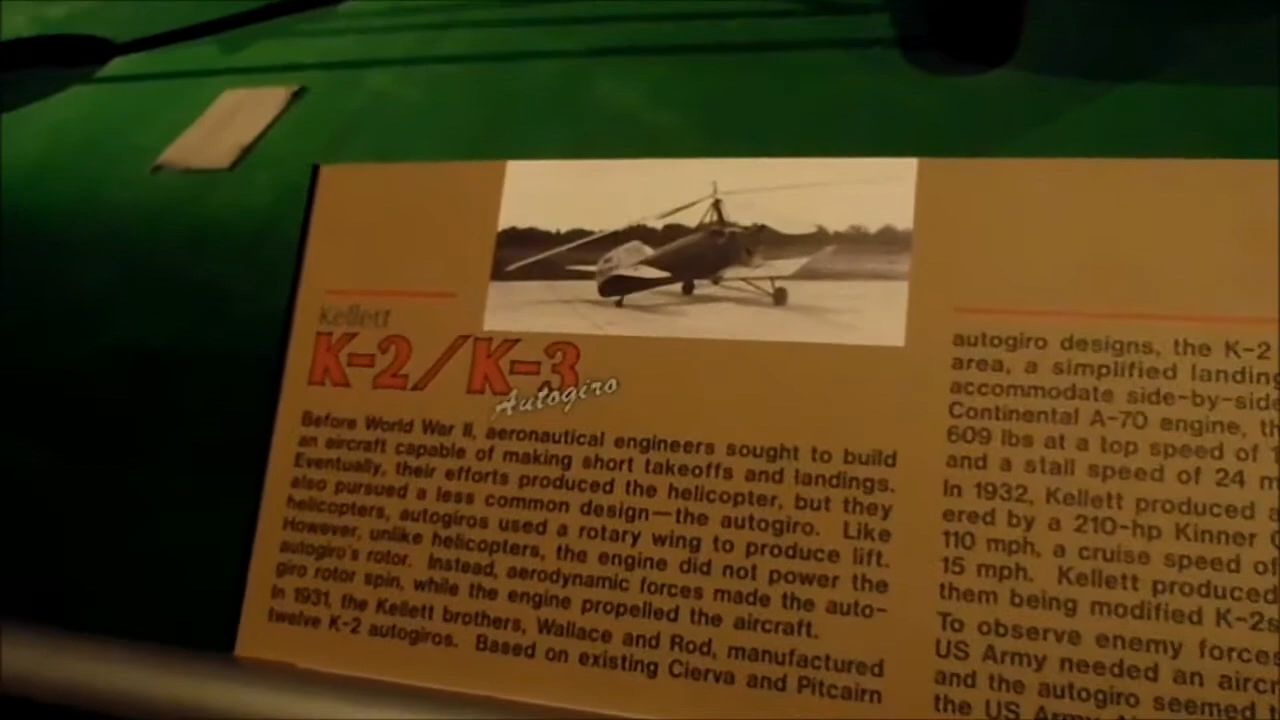 Kellett
K-2/K-3
Autogiro
Before World War II, aeronautical engineers sought to build
an aircraft capable of making short takeoffs and landings.
Eventually, their efforts produced the helicopter, but they
also pursued a less common design—the autogiro. Like
helicopters, autogiros used a rotary wing to produce lift.
However, unlike helicopters, the engine did not power the
autogiro's rotor. Instead, aerodynamic forces made the auto-
giro rotor spin, while the engine propelled the aircraft.
In 1931, the Kellett brothers, Wallace and Rod, manufactured
twelve K-2 autogiros. Based on existing Cierva and Pitcairn
autogiro designs, the K-2
area, a simplified
accommodate
Continental A-70 engine,
609 lbs at a top speed of
and a stall speed of 24
In 1932, Kellett produced
ered by a 210-hp Kinner
110 mph, a cruise speed of
15 mph. Kellett produced
them being modified K-2s
To observe enemy forces
US Army needed an
and the autogiro seemed
the US Army